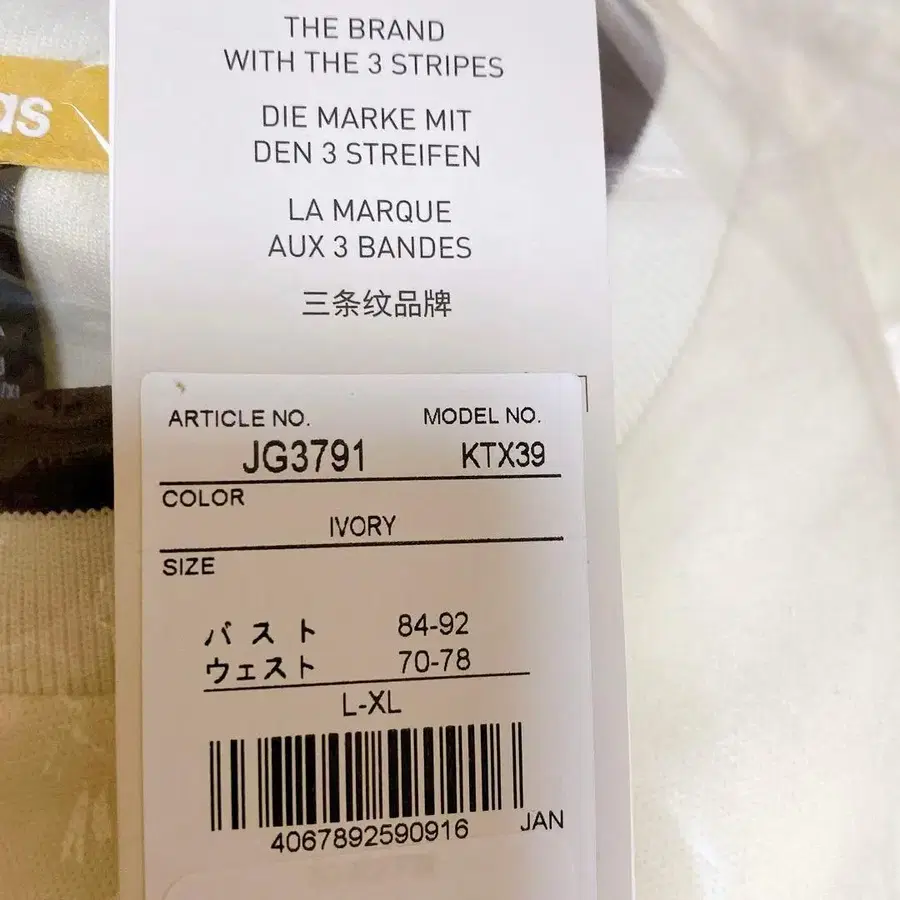 THE BRAND
WITH THE 3 STRIPES
DIE MARKE MIT
DEN 3 STREIFEN
LA MARQUE
AUX 3 BANDES
三条纹品牌
as
ARTICLE NO. MODEL NO.
JG3791 KTX39
COLOR
IVORY
SIZE
バスト 84-92
ウェスト 70-78
L-XL
4067892590916 JAN